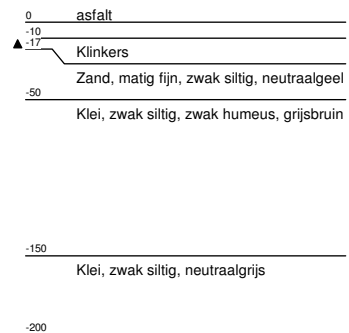 0 asfalt
-10
-17
Klinkers
Zand, matig fijn, zwak siltig, neutraalgeel
-50
Klei, zwak siltig, zwak humeus, grijsbruin
-150
Klei, zwak siltig, neutraalgrijs
-200